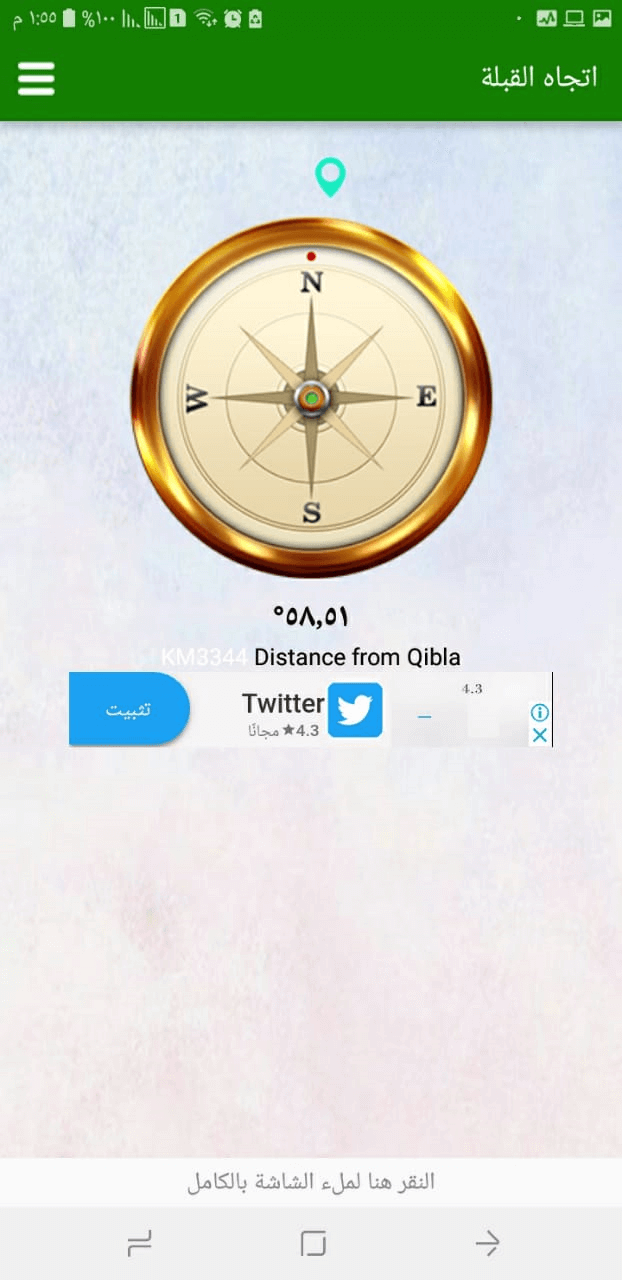 ١:٥٥ م %١٠٠ 1
اتجاه القبلة
N
W E
S
°٥٨,٥١
KM3344 Distance from Qibla
تثبيت
Twitter
4.3★ مجانًا
4.3
النقر هنا لملء الشاشة بالكامل